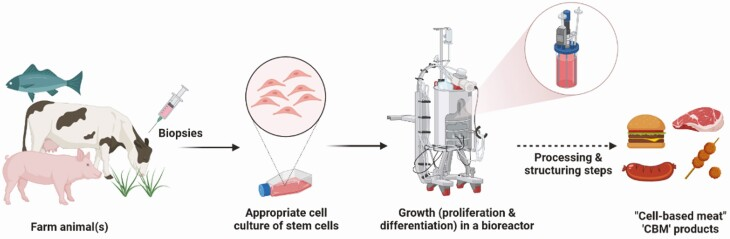 Biopsies
Farm animal(s)
Appropriate cell
culture of stem cells
Growth (proliferation &
differentiation) in a bioreactor
Processing &
structuring steps
"Cell-based meat"
'CBM' products